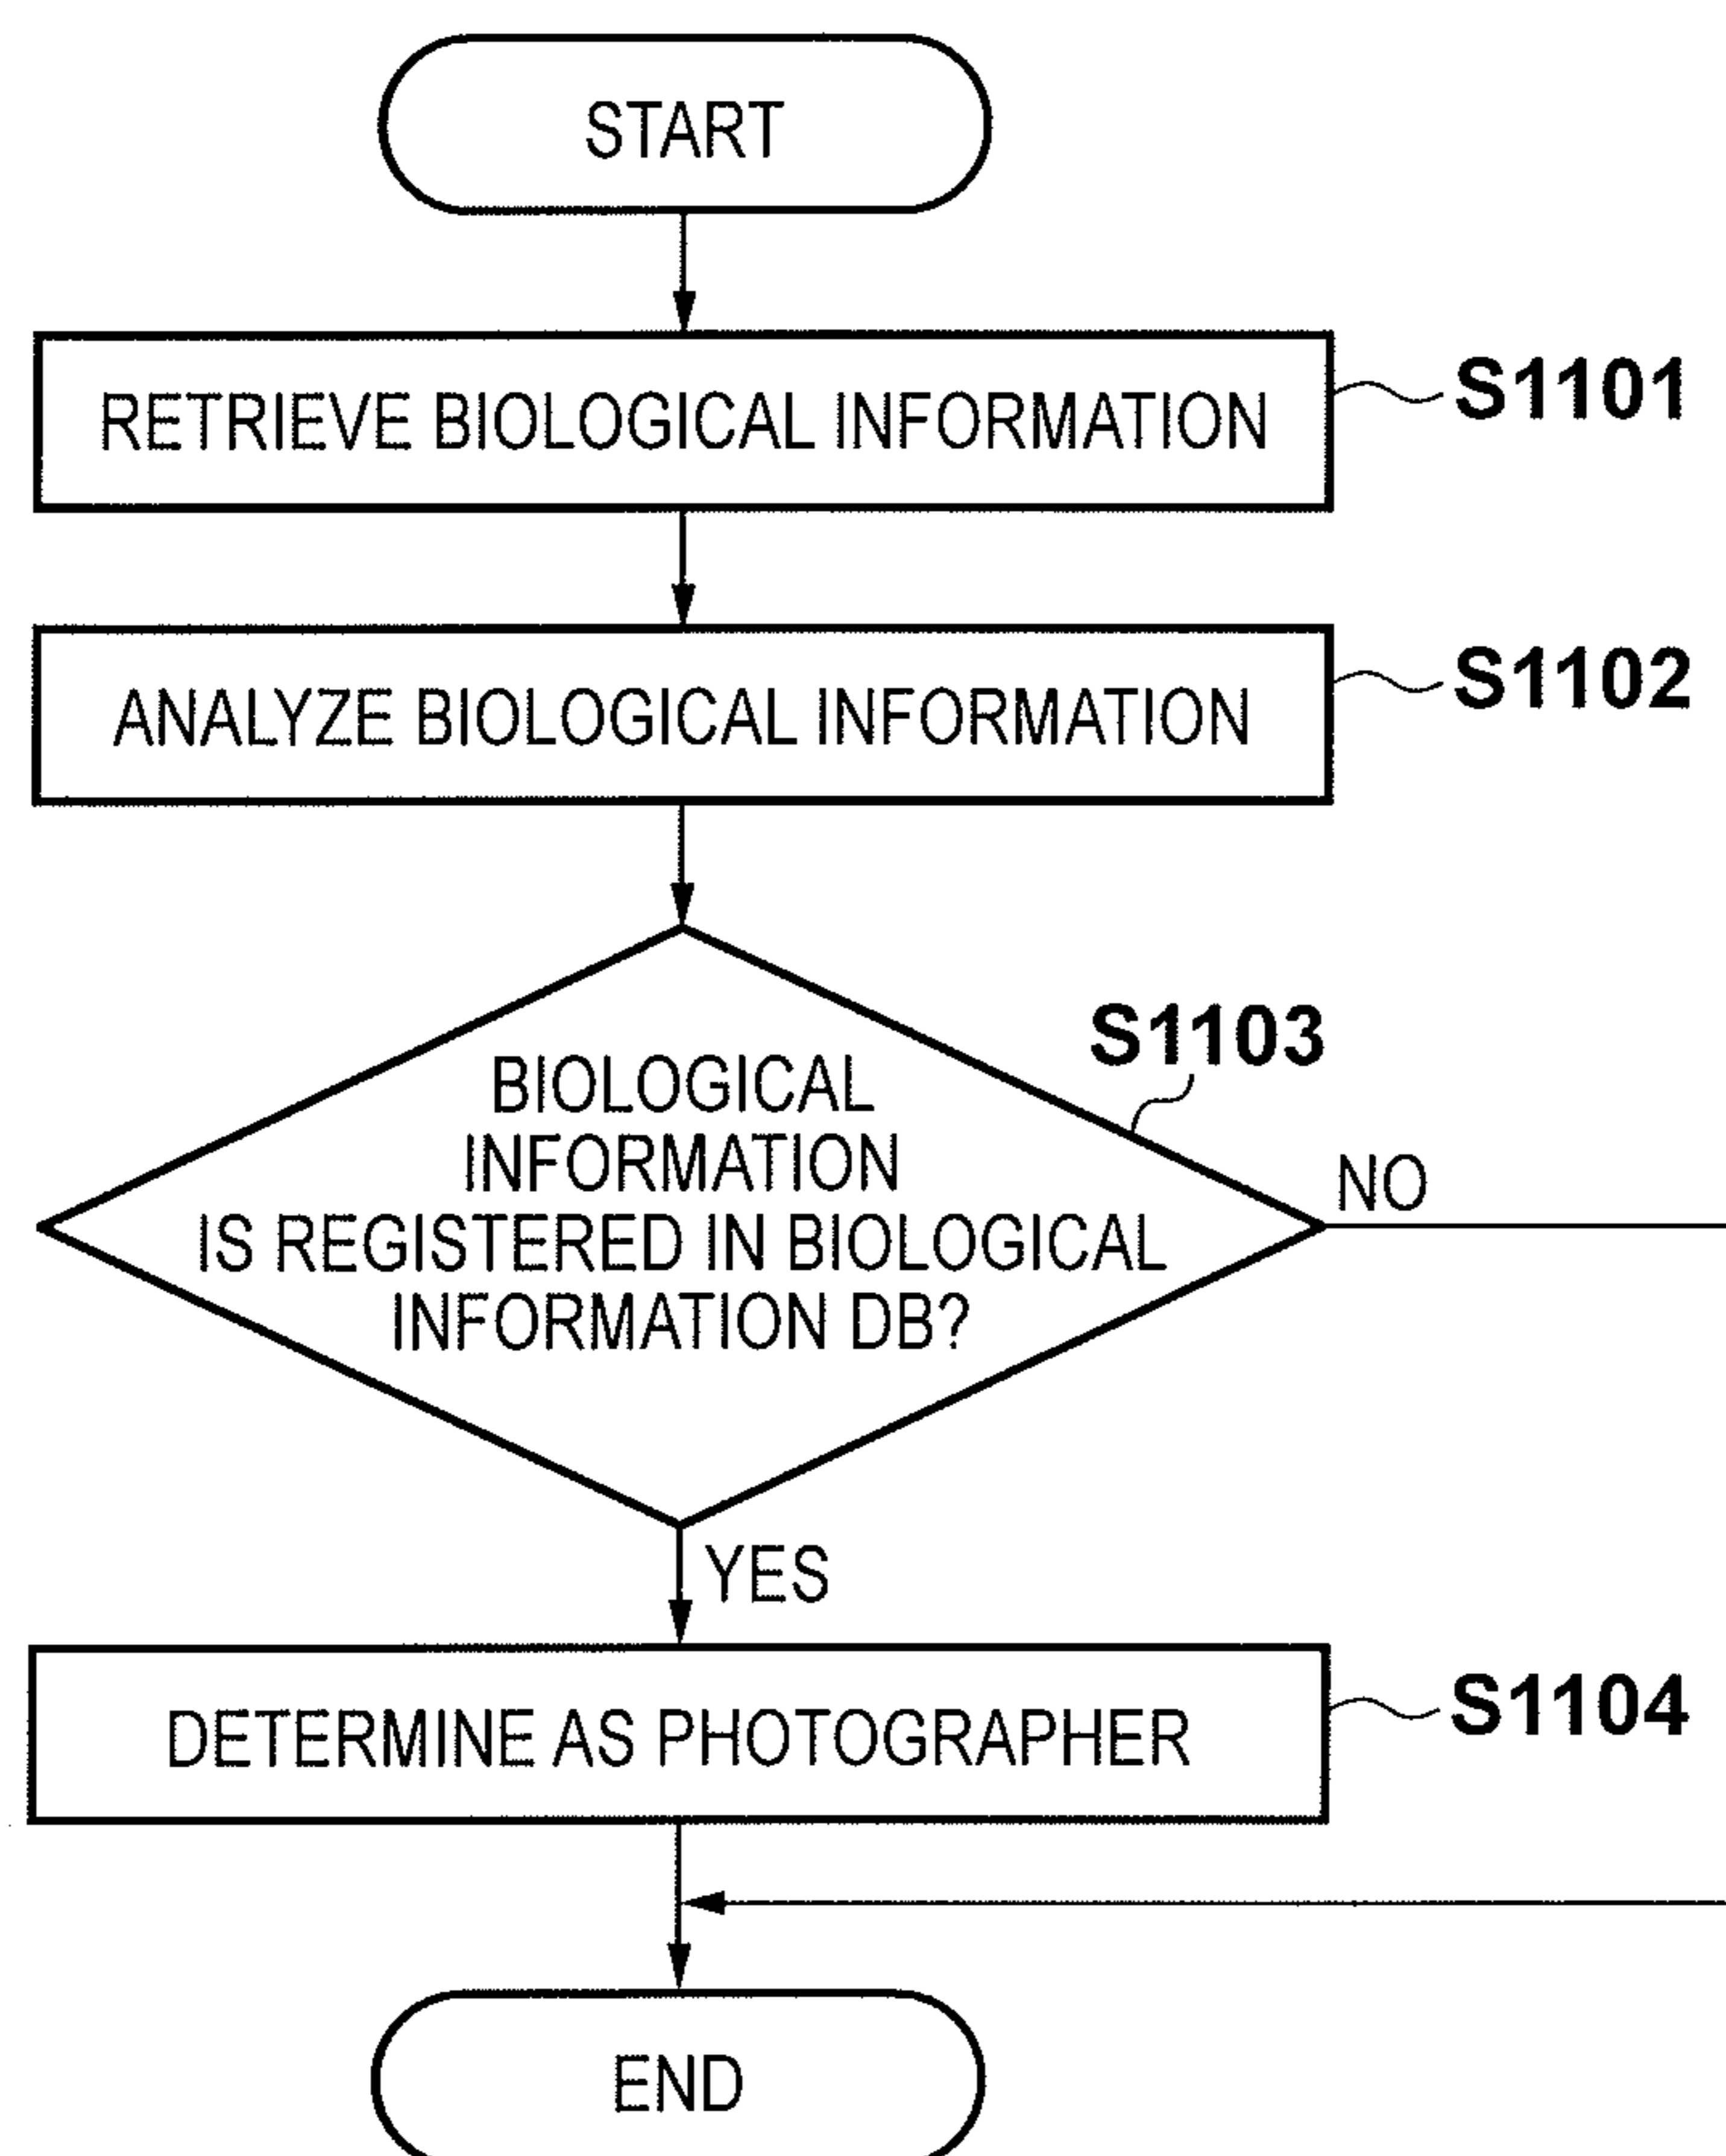 START
RETRIEVE BIOLOGICAL INFORMATION
S1101
ANALYZE BIOLOGICAL INFORMATION
S1102
S1103
BIOLOGICAL
INFORMATION
IS REGISTERED IN BIOLOGICAL
INFORMATION DB?
NO
YES
DETERMINE AS PHOTOGRAPHER
S1104
END